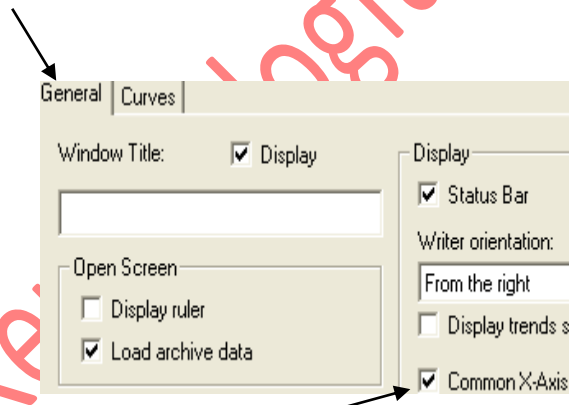 General Curves
Window Title: Display
Display
Status Bar
Writer orientation:
From the right
Display trends s
Common X-Axis
Open Screen
Display ruler
Load archive data